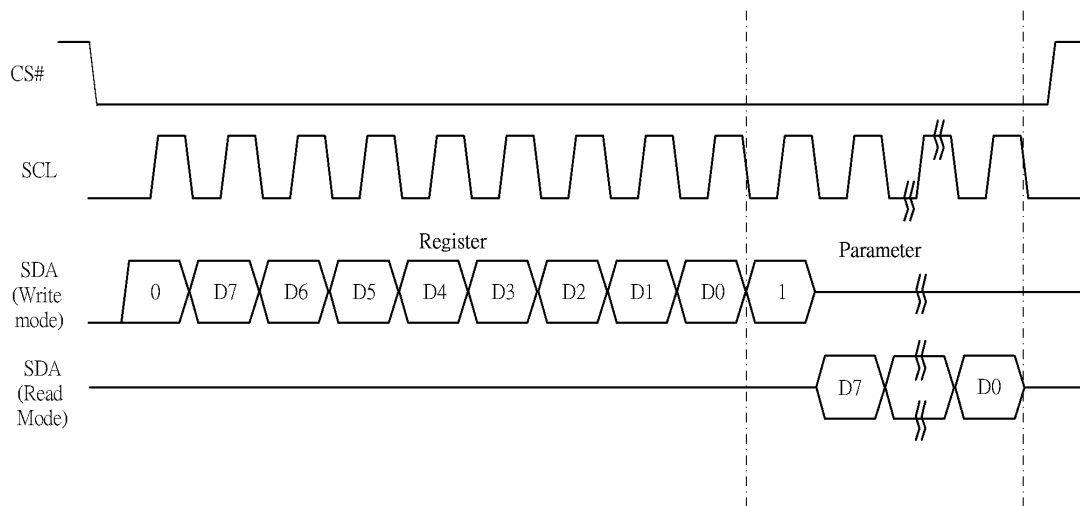 CS#
SCL
Register
Parameter
SDA
(Write
mode)
0 D7 D6 D5 D4 D3 D2 D1 D0 1
SDA
(Read
Mode)
D7 D0